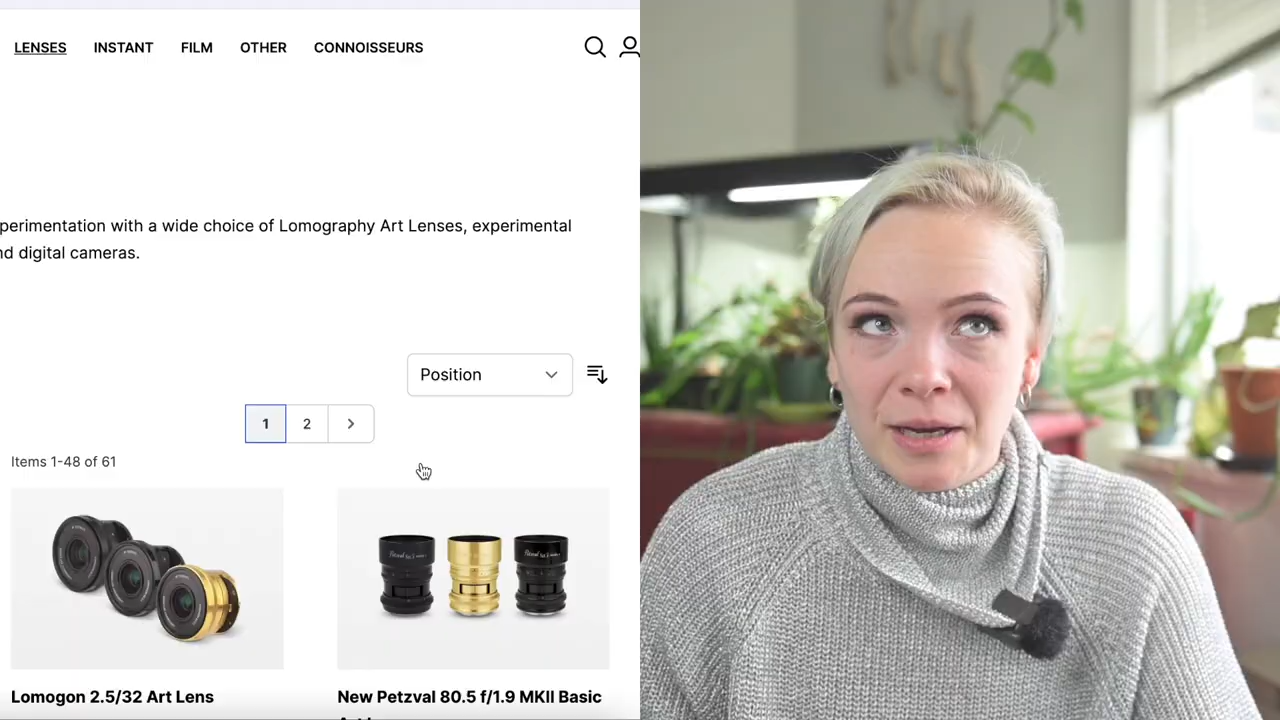 LENSES INSTANT FILM OTHER CONNOISSEURS
perimentation with a wide choice of Lomography Art Lenses, experimental
nd digital cameras.
Position
1 2
Items 1-48 of 61
Lomogon 2.5/32 Art Lens
New Petzval 80.5 f/1.9 MKII Basic